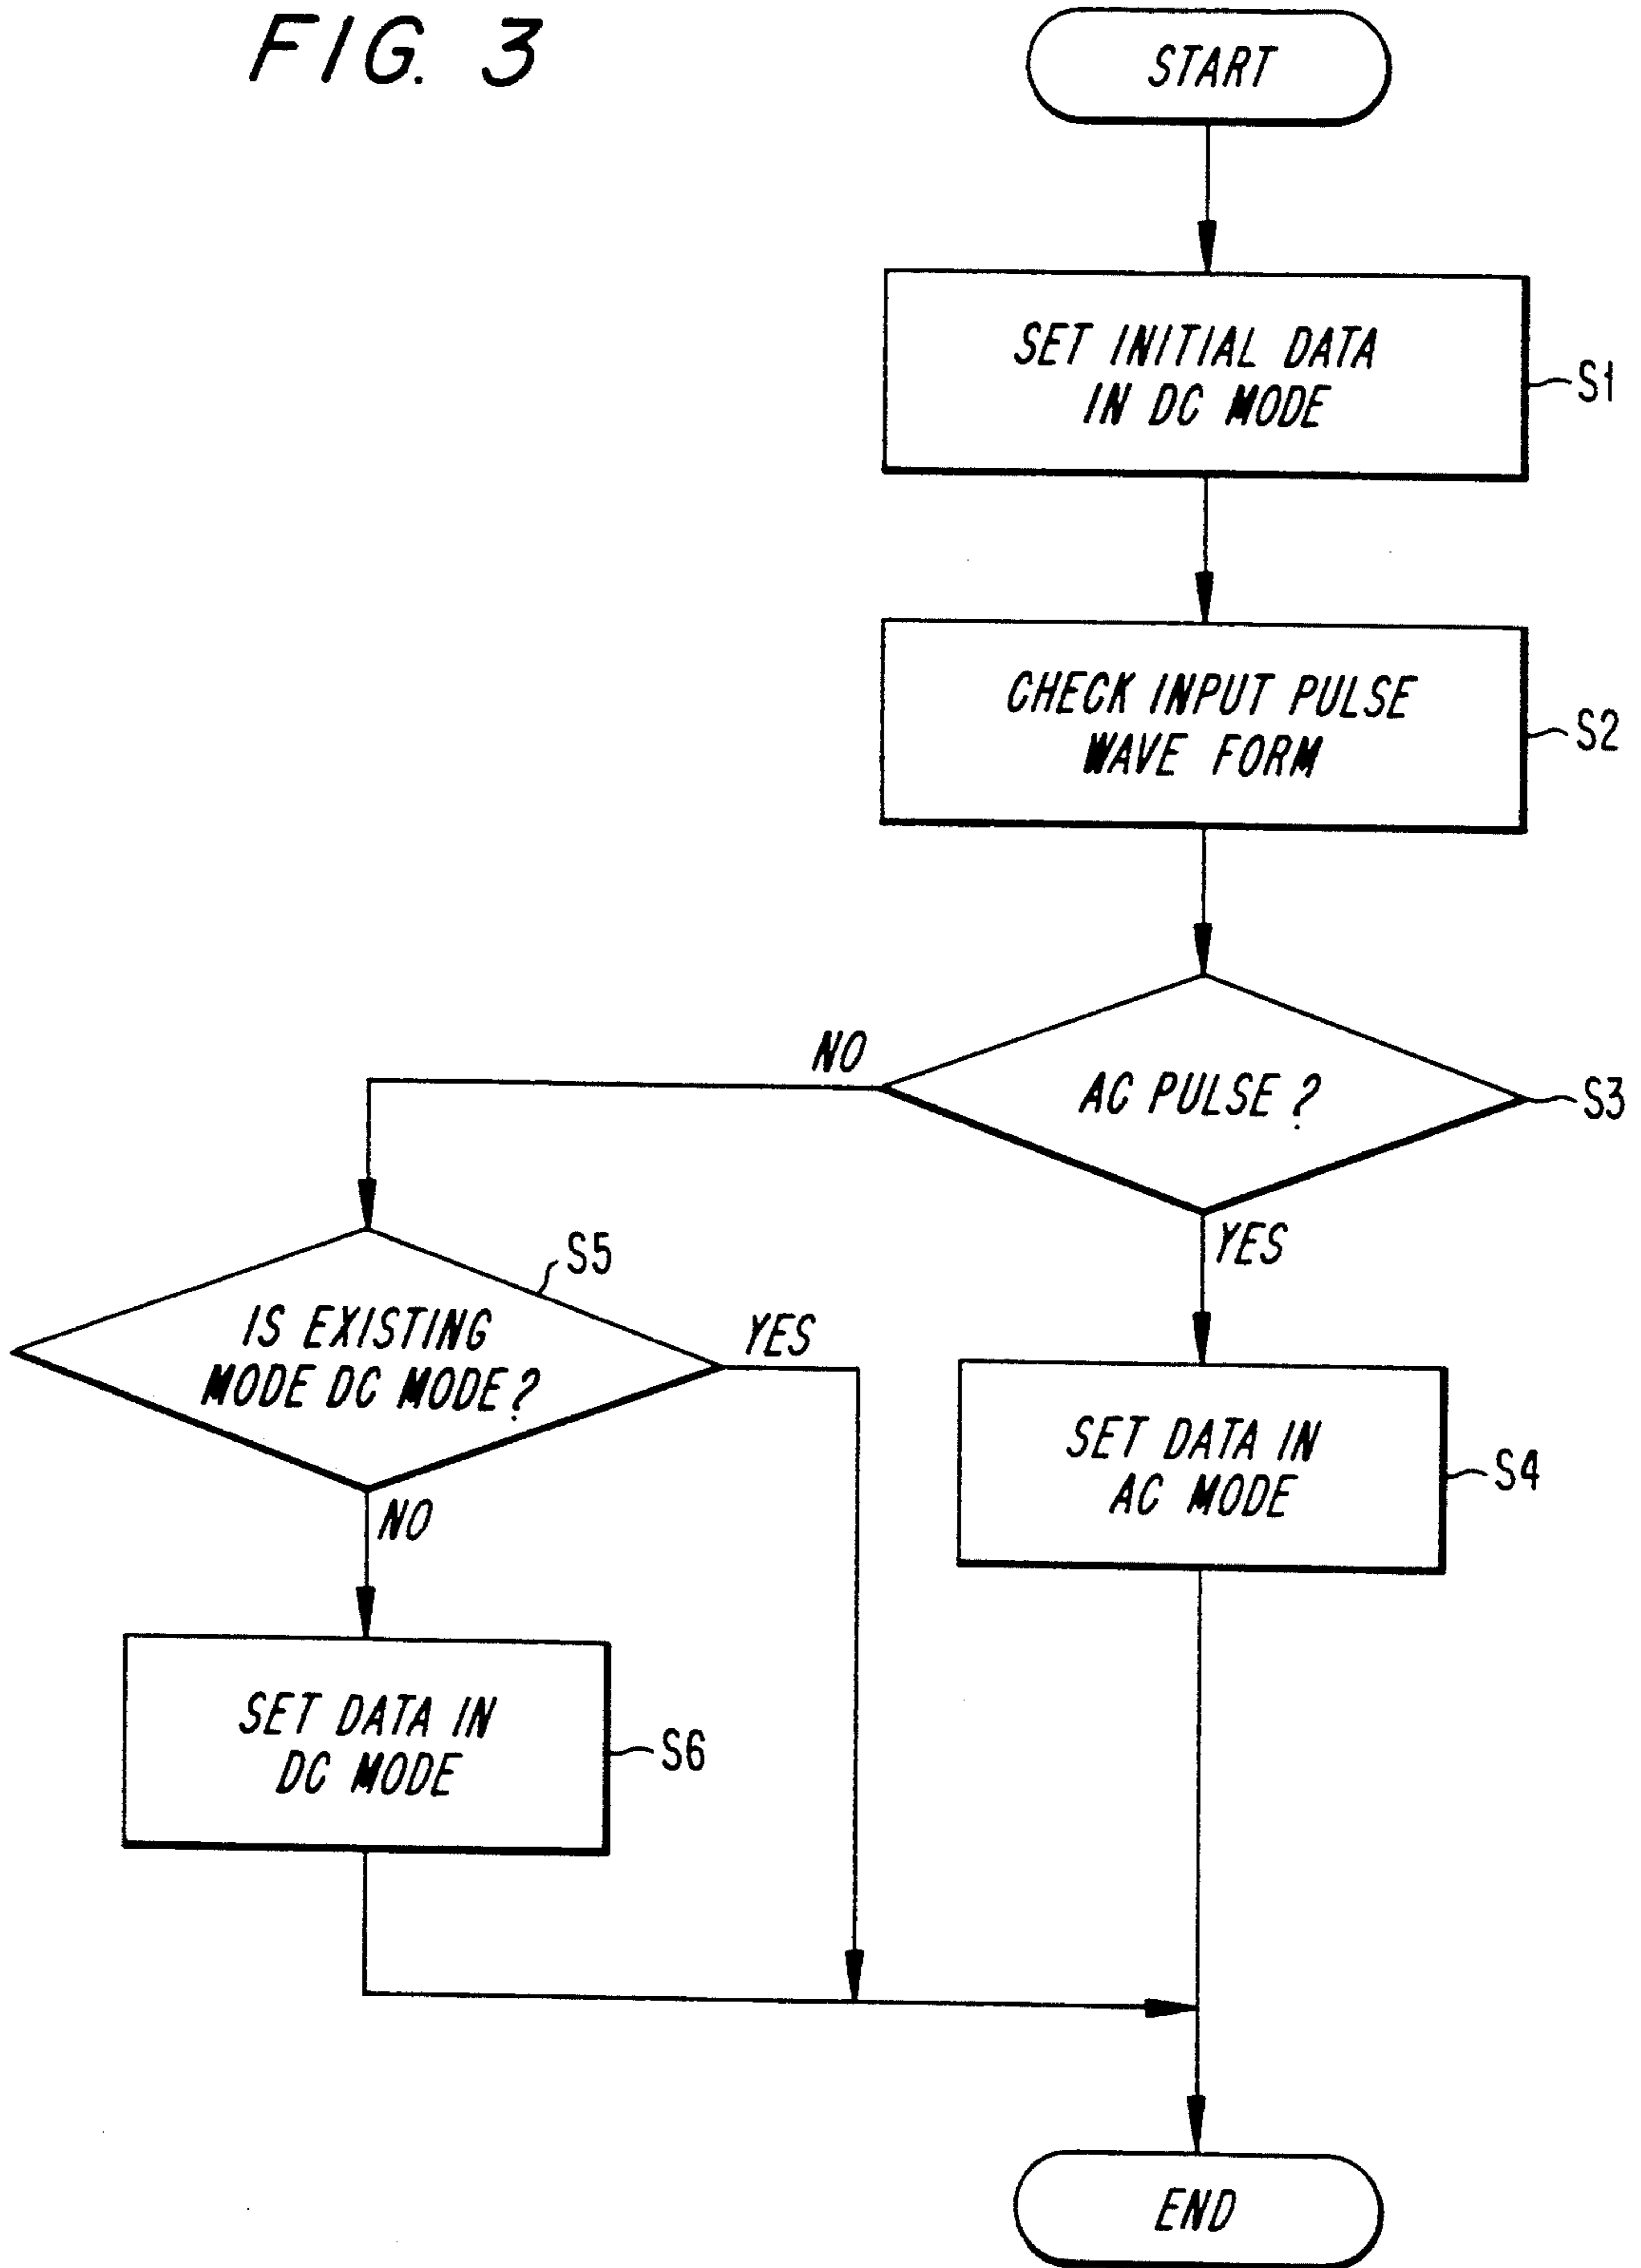 FIG. 3
START
SET INITIAL DATA
IN DC MODE
S1
CHECK INPUT PULSE
WAVE FORM
S2
NO
AC PULSE?
S3
YES
S5
IS EXISTING
MODE DC MODE?
YES
SET DATA IN
AC MODE
S4
NO
SET DATA IN
DC MODE
S6
END